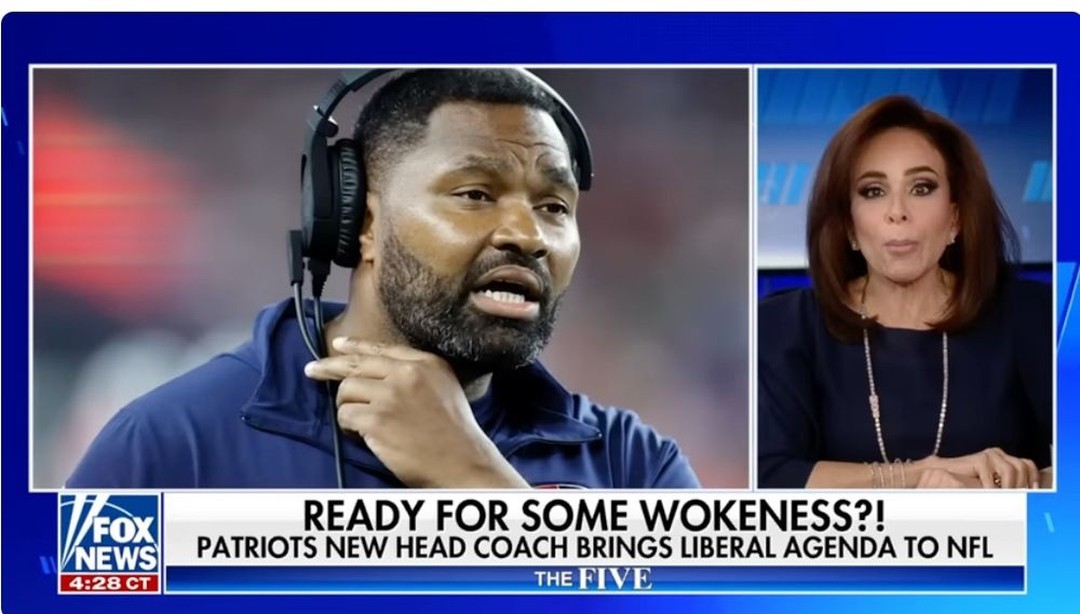 READY FOR SOME WOKENESS?!
PATRIOTS NEW HEAD COACH BRINGS LIBERAL AGENDA TO NFL
FOX
NEWS
4:28 CT
THE FIVE